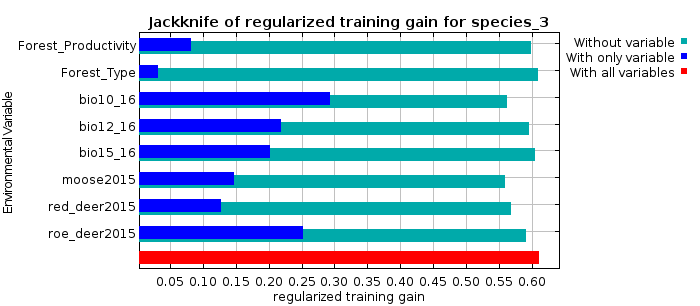 Jackknife of regularized training gain for species_3
Environmental Variable
Forest_Productivity
Forest_Type
bio10_16
bio12_16
bio15_16
moose2015
red_deer2015
roe_deer2015
Without variable
With only variable
With all variables
0.05 0.10 0.15 0.20 0.25 0.30 0.35 0.40 0.45 0.50 0.55 0.60
regularized training gain